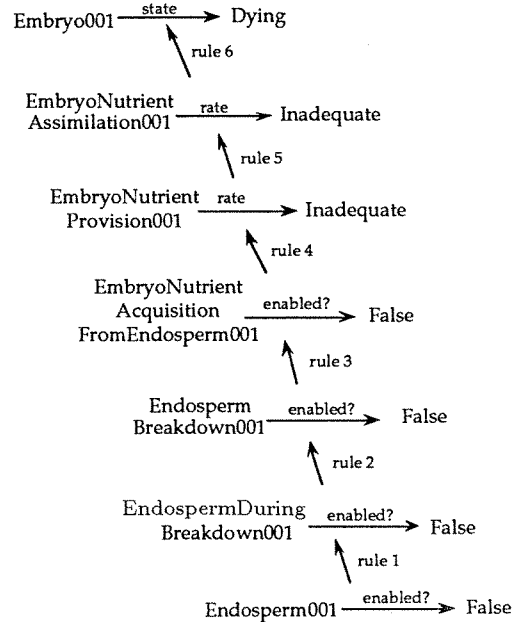 Embryo001 state Dying
rule 6
EmbryoNutrient
Assimilation001 rate Inadequate
rule 5
EmbryoNutrient
Provision001 rate Inadequate
rule 4
EmbryoNutrient
Acquisition enabled? False
FromEndosperm001
rule 3
Endosperm enabled? False
Breakdown001
rule 2
EndospermDuring enabled? False
Breakdown001
rule 1
Endosperm001 enabled? False